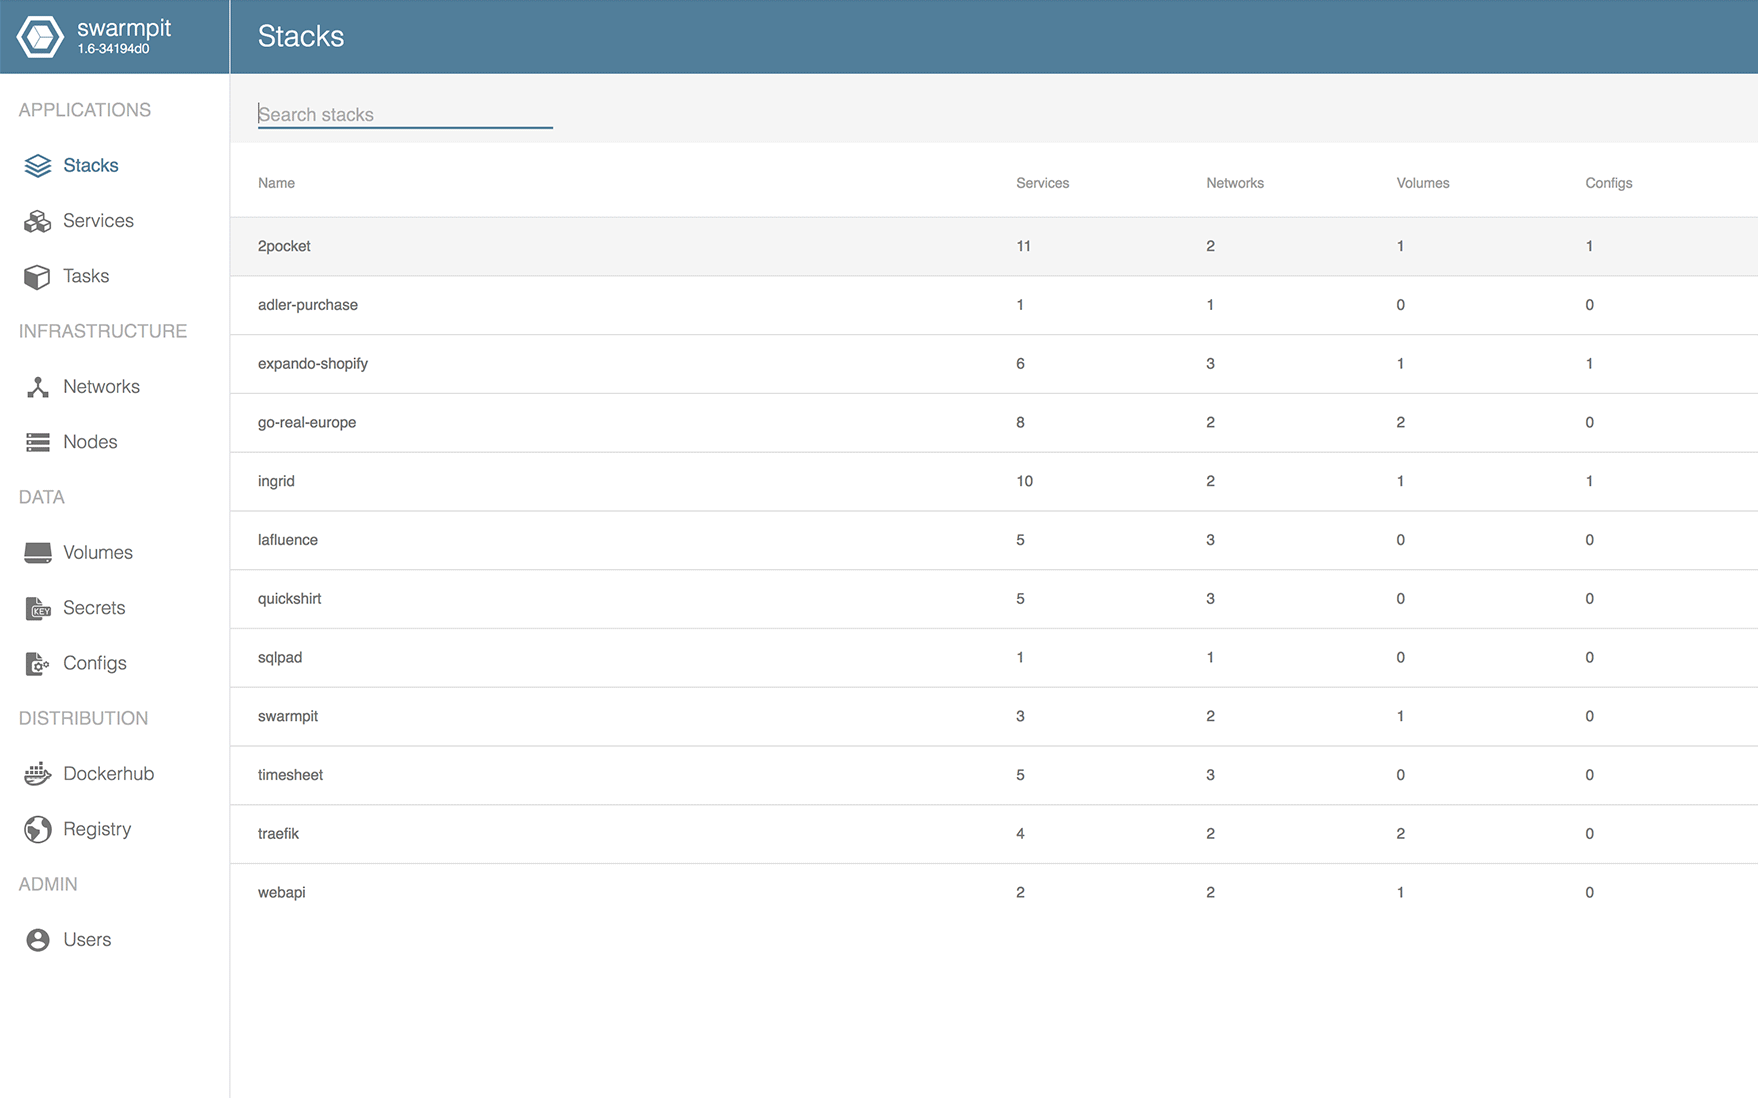 swarmpit
1.6-34194d0
Stacks
APPLICATIONS
Stacks
Services
Tasks
INFRASTRUCTURE
Networks
Nodes
DATA
Volumes
KEY Secrets
Configs
DISTRIBUTION
Dockerhub
Registry
ADMIN
Users
Search stacks
Name Services Networks Volumes Configs
2pocket 11 2 1 1
adler-purchase 1 1 0 0
expando-shopify 6 3 1 1
go-real-europe 8 2 2 0
ingrid 10 2 1 1
lafluence 5 3 0 0
quickshirt 5 3 0 0
sqlpad 1 1 0 0
swarmpit 3 2 1 0
timesheet 5 3 0 0
traefik 4 2 2 0
webapi 2 2 1 0